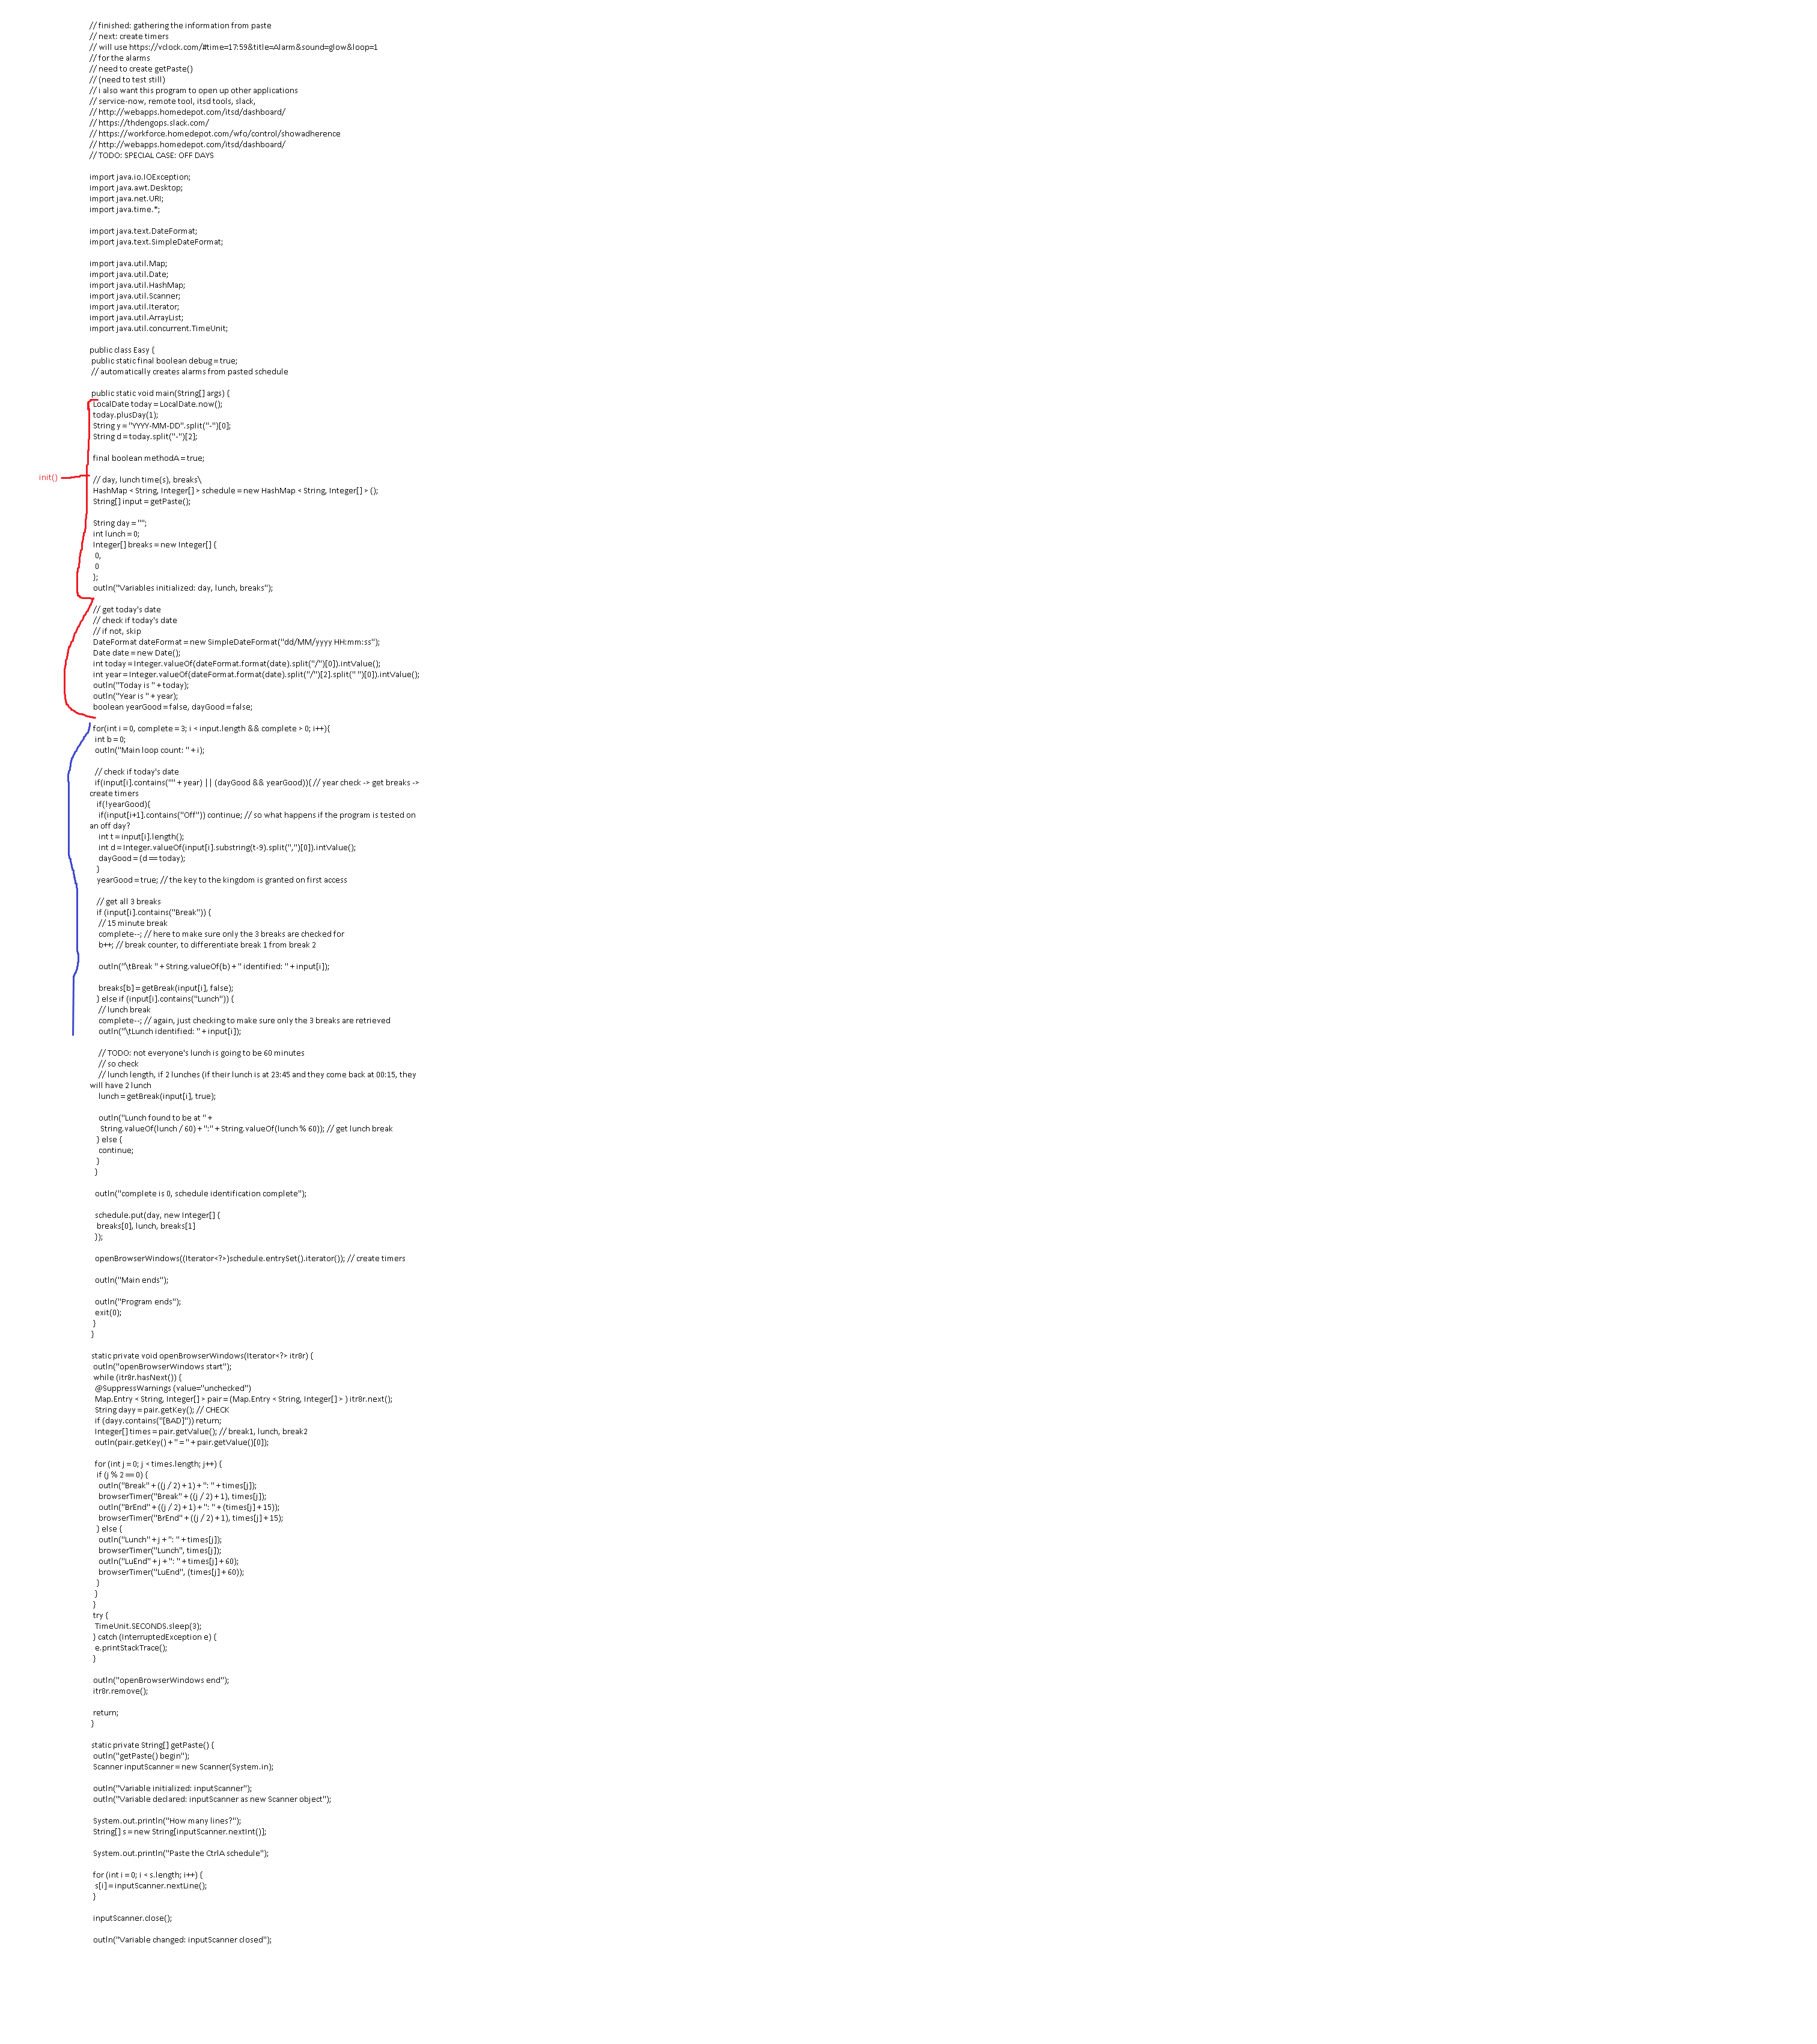 // finished: gathering the information from paste
// next: create timers
// will use https://vclock.com/#time=17:59&title=Alarm&sound=glow&loop=1
// for the alarms
// need to create getPaste()
// (need to test still)
// i also want this program to open up other applications
// service-now, remote tool, itsd tools, slack,
// http://webapps.homedepot.com/itsd/dashboard/
// https://thdengops.slack.com/
// https://workforce.homedepot.com/wfo/control/showadherence
// http://webapps.homedepot.com/itsd/dashboard/
// TODO: SPECIAL CASE: OFF DAYS

import java.io.IOException;
import java.awt.Desktop;
import java.net.URI;
import java.time.*;

import java.text.DateFormat;
import java.text.SimpleDateFormat;

import java.util.Map;
import java.util.Date;
import java.util.HashMap;
import java.util.Scanner;
import java.util.Iterator;
import java.util.ArrayList;
import java.util.concurrent.TimeUnit;

public class Easy {
public static final boolean debug = true;
// automatically creates alarms from pasted schedule

public static void main(String[] args) {
LocalDate today = LocalDate.now();
today.plusDay(1);
String y = "YYYY-MM-DD".split("-")[0];
String d = today.split("-")[2];

final boolean methodA = true;

init()
// day, lunch time(s), breaks\
HashMap < String, Integer[] > schedule = new HashMap < String, Integer[] > ();
String[] input = getPaste();

String day = "";
int lunch = 0;
Integer[] breaks = new Integer[] {
0,
0
};
outln("Variables initialized: day, lunch, breaks");

// get today's date
// check if today's date
// if not, skip
DateFormat dateFormat = new SimpleDateFormat("dd/MM/yyyy HH:mm:ss");
Date date = new Date();
int today = Integer.valueOf(dateFormat.format(date).split("/")[0]).intValue();
int year = Integer.valueOf(dateFormat.format(date).split("/")[2].split(" ")[0]).intValue();
outln("Today is " + today);
outln("Year is " + year);
boolean yearGood = false, dayGood = false;

for(int i = 0, complete = 3; i < input.length && complete > 0; i++){
int b = 0;
outln("Main loop count: " + i);

// check if today's date
if(input[i].contains("" + year) || (dayGood && yearGood)){ // year check -> get breaks ->
create timers
if(!yearGood){
if(input[i+1].contains("Off")) continue; // so what happens if the program is tested on
an off day?
int t = input[i].length();
int d = Integer.valueOf(input[i].substring(t-9).split(",")[0]).intValue();
dayGood = (d == today);
}
yearGood = true; // the key to the kingdom is granted on first access

// get all 3 breaks
if (input[i].contains("Break")) {
// 15 minute break
complete--; // here to make sure only the 3 breaks are checked for
b++; // break counter, to differentiate break 1 from break 2

outln("\tBreak " + String.valueOf(b) + " identified: " + input[i]);

breaks[b] = getBreak(input[i], false);
} else if (input[i].contains("Lunch")) {
// lunch break
complete--; // again, just checking to make sure only the 3 breaks are retrieved
outln("\tLunch identified: " + input[i]);

// TODO: not everyone's lunch is going to be 60 minutes
// so check
// lunch length, if 2 lunches (if their lunch is at 23:45 and they come back at 00:15, they
will have 2 lunch
lunch = getBreak(input[i], true);

outln("Lunch found to be at " +
String.valueOf(lunch / 60) + ":" + String.valueOf(lunch % 60)); // get lunch break
} else {
continue;
}
}

outln("complete is 0, schedule identification complete");

schedule.put(day, new Integer[] {
breaks[0], lunch, breaks[1]
});

openBrowserWindows((Iterator<?>)schedule.entrySet().iterator()); // create timers

outln("Main ends");

outln("Program ends");
exit(0);
}
}

static private void openBrowserWindows(Iterator<?> itr8r) {
outln("openBrowserWindows start");
while (itr8r.hasNext()) {
@SuppressWarnings (value="unchecked")
Map.Entry < String, Integer[] > pair = (Map.Entry < String, Integer[] > ) itr8r.next();
String dayy = pair.getKey(); // CHECK
if (dayy.contains("[BAD]")) return;
Integer[] times = pair.getValue(); // break1, lunch, break2
outln(pair.getKey() + " = " + pair.getValue()[0]);

for (int j = 0; j < times.length; j++) {
if (j % 2 == 0) {
outln("Break" + ((j / 2) + 1) + ": " + times[j]);
browserTimer("Break" + ((j / 2) + 1), times[j]);
outln("BrEnd" + ((j / 2) + 1) + ": " + (times[j] + 15));
browserTimer("BrEnd" + ((j / 2) + 1), times[j] + 15);
} else {
outln("Lunch" + j + ": " + times[j]);
browserTimer("Lunch", times[j]);
outln("LuEnd" + j + ": " + times[j] + 60);
browserTimer("LuEnd", (times[j] + 60));
}
}
}
try {
TimeUnit.SECONDS.sleep(3);
} catch (InterruptedException e) {
e.printStackTrace();
}

outln("openBrowserWindows end");
itr8r.remove();

return;
}

static private String[] getPaste() {
outln("getPaste() begin");
Scanner inputScanner = new Scanner(System.in);

outln("Variable initialized: inputScanner");
outln("Variable declared: inputScanner as new Scanner object");

System.out.println("How many lines?");
String[] s = new String[inputScanner.nextInt()];

System.out.println("Paste the CtrlA schedule");

for (int i = 0; i < s.length; i++) {
s[i] = inputScanner.nextLine();
}

inputScanner.close();

outln("Variable changed: inputScanner closed");